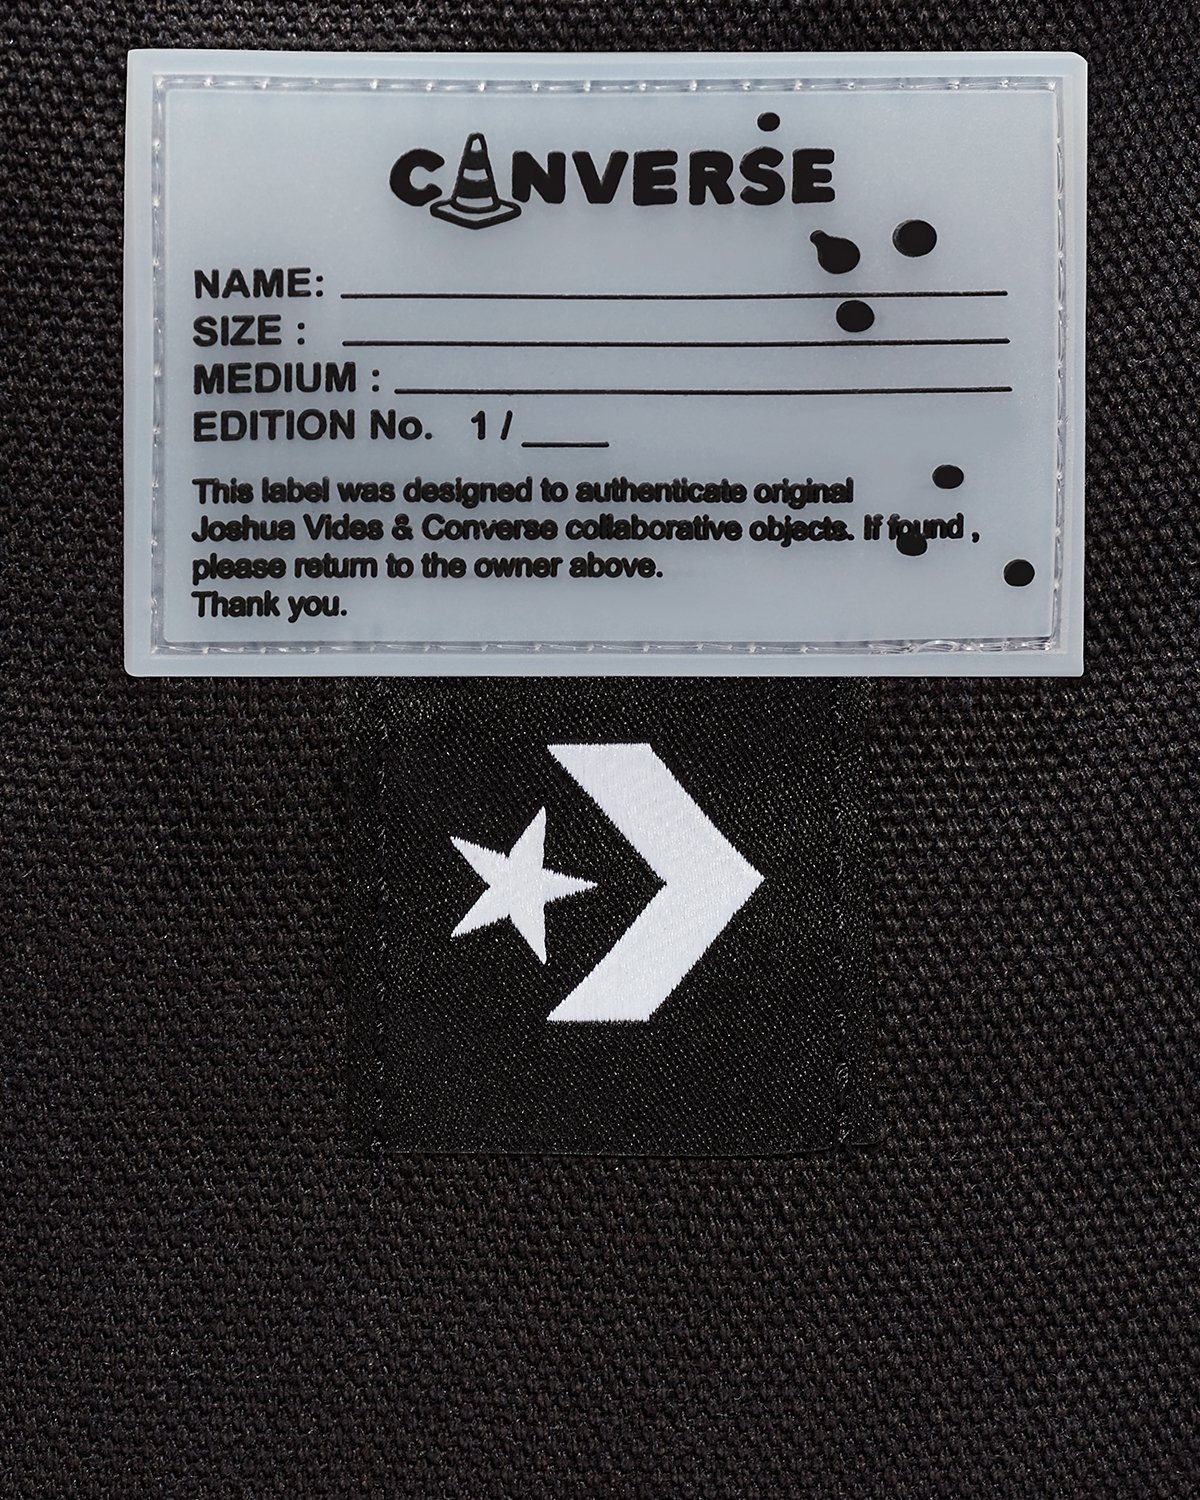 CONVERSE
NAME:
SIZE :
MEDIUM :
EDITION No. 1 / ____
This label was designed to authenticate original
Joshua Vides & Converse collaborative objects. If found ,
please return to the owner above.
Thank you.